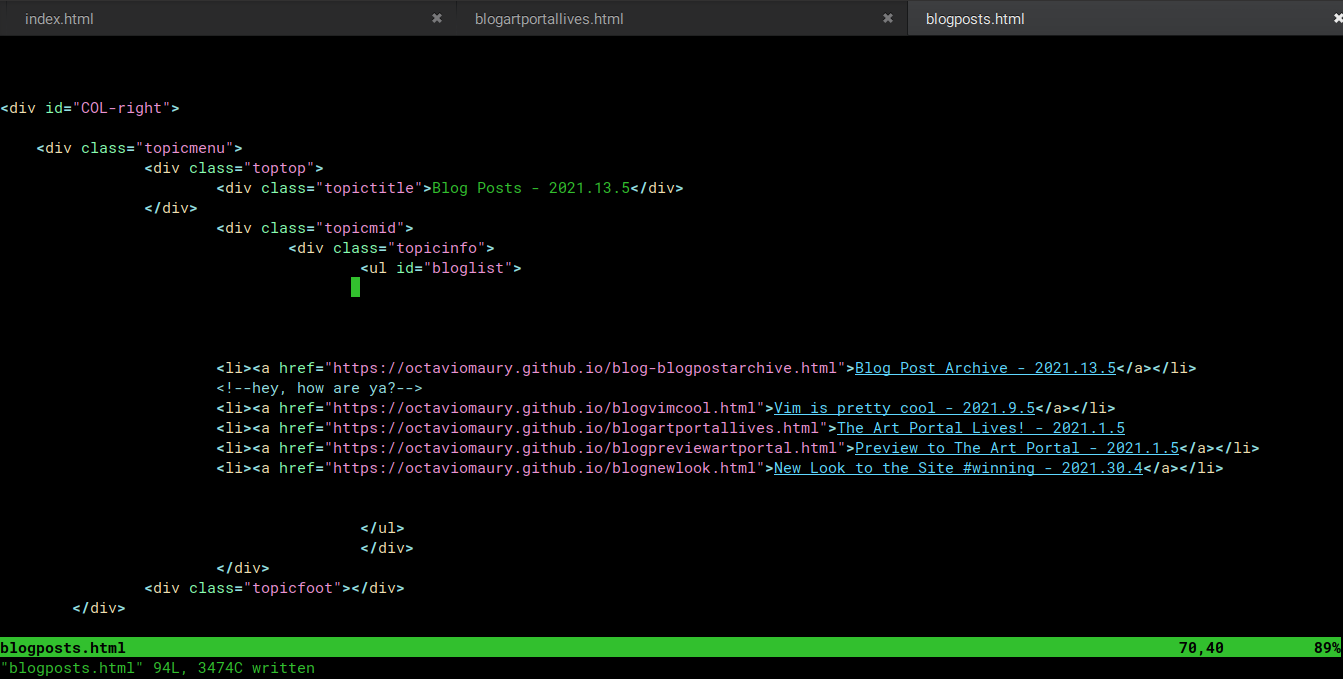 index.html ✖ blogartportallives.html ✖ blogposts.html ✖
<div id="COL-right">
<div class="topicmenu">
<div class="toptop">
<div class="topictitle">Blog Posts - 2021.13.5</div>
</div>
<div class="topicmid">
<div class="topicinfo">
<ul id="bloglist">
<li><a href="https://octaviomaury.github.io/blog-blogpostarchive.html">Blog Post Archive - 2021.13.5</a></li>
<!--hey, how are ya?-->
<li><a href="https://octaviomaury.github.io/blogvimcool.html">Vim is pretty cool - 2021.9.5</a></li>
<li><a href="https://octaviomaury.github.io/blogartportallives.html">The Art Portal Lives! - 2021.1.5
<li><a href="https://octaviomaury.github.io/blogpreviewartportal.html">Preview to The Art Portal - 2021.1.5</a></li>
<li><a href="https://octaviomaury.github.io/blognewlook.html">New Look to the Site #winning - 2021.30.4</a></li>
</ul>
</div>
</div>
<div class="topicfoot"></div>
</div>
blogposts.html 70,40 89%
"blogposts.html" 94L, 3474C written